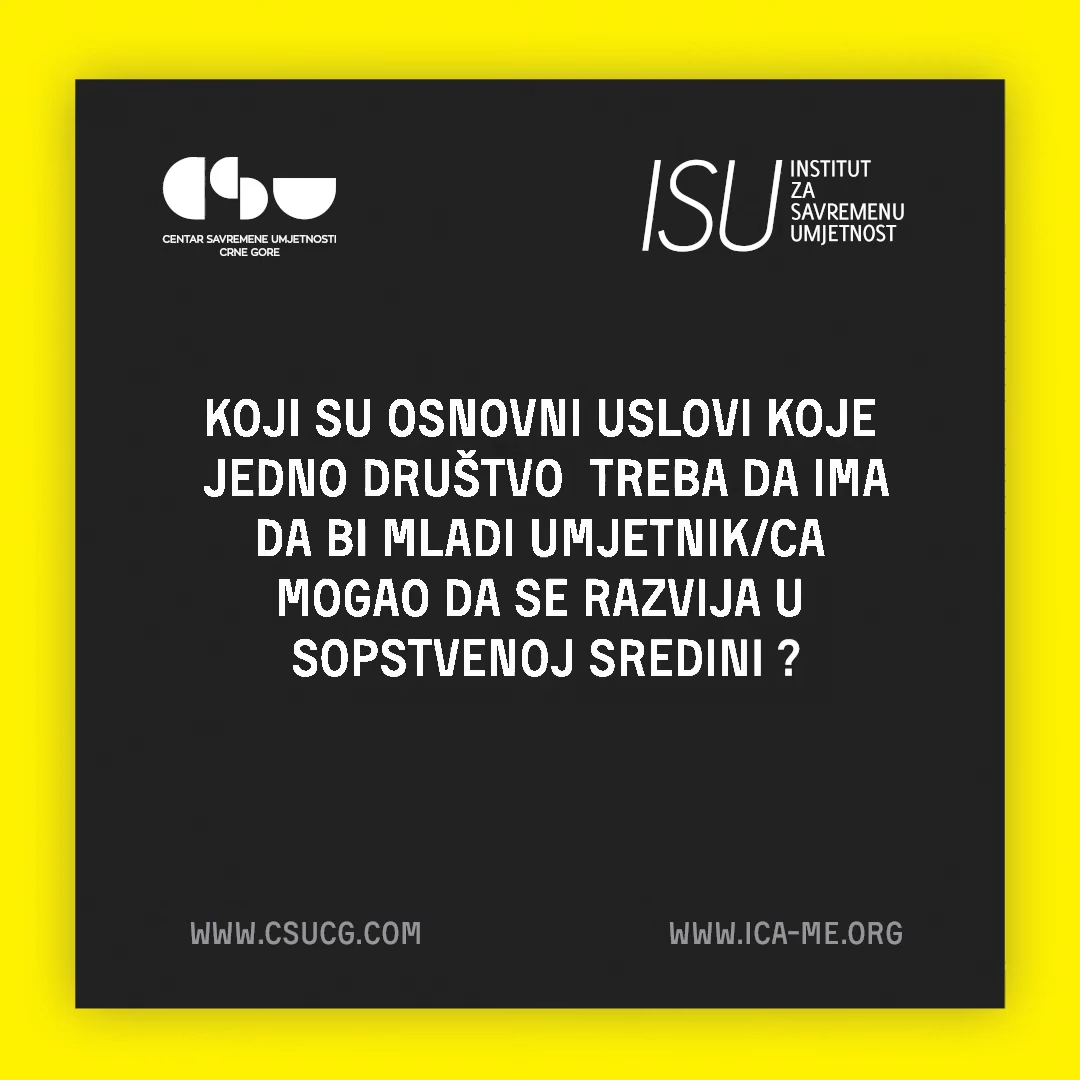 CSU
CENTAR SAVREMENE UMJETNOSTI
CRNE GORE
ISU
INSTITUT
ZA
SAVREMENU
UMJETNOST
KOJI SU OSNOVNI USLOVI KOJE
JEDNO DRUŠTVO  TREBA DA IMA
DA BI MLADI UMJETNIK/CA
MOGAO DA SE RAZVIJA U
SOPSTVENOJ SREDINI ?
WWW.CSUCG.COM
WWW.ICA-ME.ORG